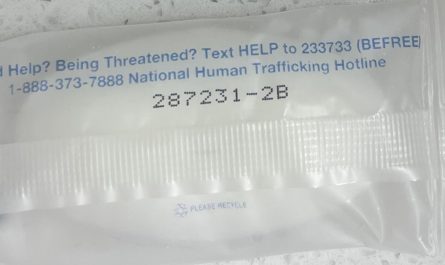 Help? Being Threatened? Text HELP to 233733 (BEFREE)
1-888-373-7888 National Human Trafficking Hotline
287231-2B
PLEASE RECYCLE